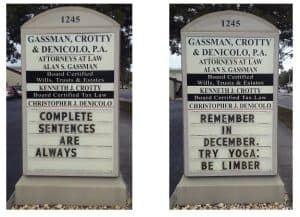 1245
GASSMAN, CROTTY
& DENICOLO, P.A.
ATTORNEYS AT LAW
ALAN S. GASSMAN
Board Certified
Wills, Trusts & Estates
KENNETH J. CROTTY
Board Certified Tax Law
CHRISTOPHER J. DENICOLO
COMPLETE
SENTENCES
ARE
ALWAYS
1245
GASSMAN, CROTTY
& DENICOLO, P.A.
ATTORNEYS AT LAW
ALAN S. GASSMAN
Board Certified
Wills, Trusts & Estates
KENNETH J. CROTTY
Board Certified Tax Law
CHRISTOPHER J. DENICOLO
REMEMBER
IN
DECEMBER.
TRY YOGA:
BE LIMBER